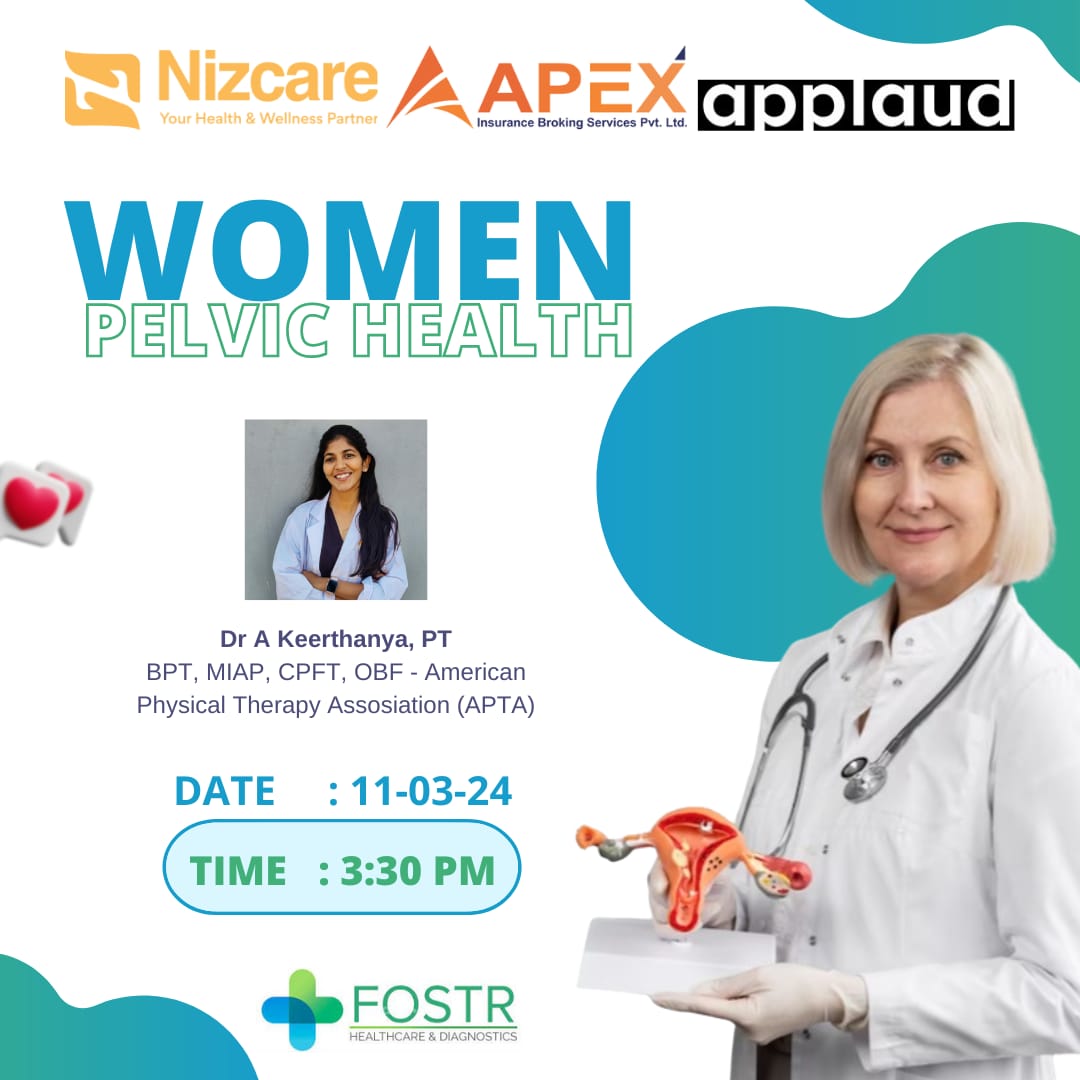 Nizcare
Your Health & Wellness Partner
APEX
Insurance Broking Services Pvt. Ltd.
applaud
WOMEN
PELVIC HEALTH
Dr A Keerthanya, PT
BPT, MIAP, CPFT, OBF - American
Physical Therapy Assosiation (APTA)
DATE : 11-03-24
TIME : 3:30 PM
FOSTR
HEALTHCARE & DIAGNOSTICS